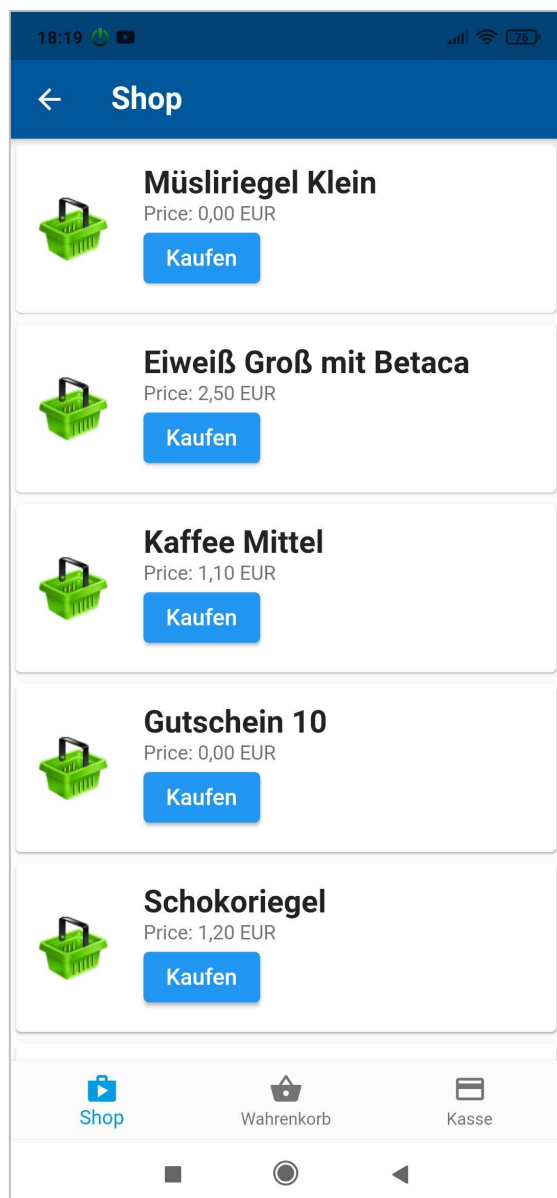 18:19
76
Shop
Müsliriegel Klein
Price: 0,00 EUR
Kaufen
Eiweiß Groß mit Betaca
Price: 2,50 EUR
Kaufen
Kaffee Mittel
Price: 1,10 EUR
Kaufen
Gutschein 10
Price: 0,00 EUR
Kaufen
Schokoriegel
Price: 1,20 EUR
Kaufen
Shop
Wahrenkorb
Kasse